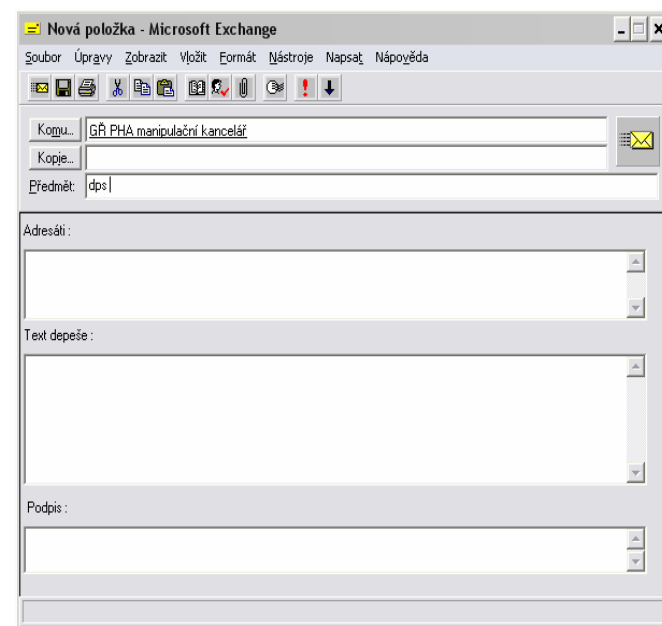 Nová položka - Microsoft Exchange
Soubor Úpravy Zobrazit Vložit Formát Nástroje Napsat Nápověda
Komu... GŘ PHA manipulační kancelář
Kopie...
Předmět: dps
Adresáti :
Text depeše :
Podpis :